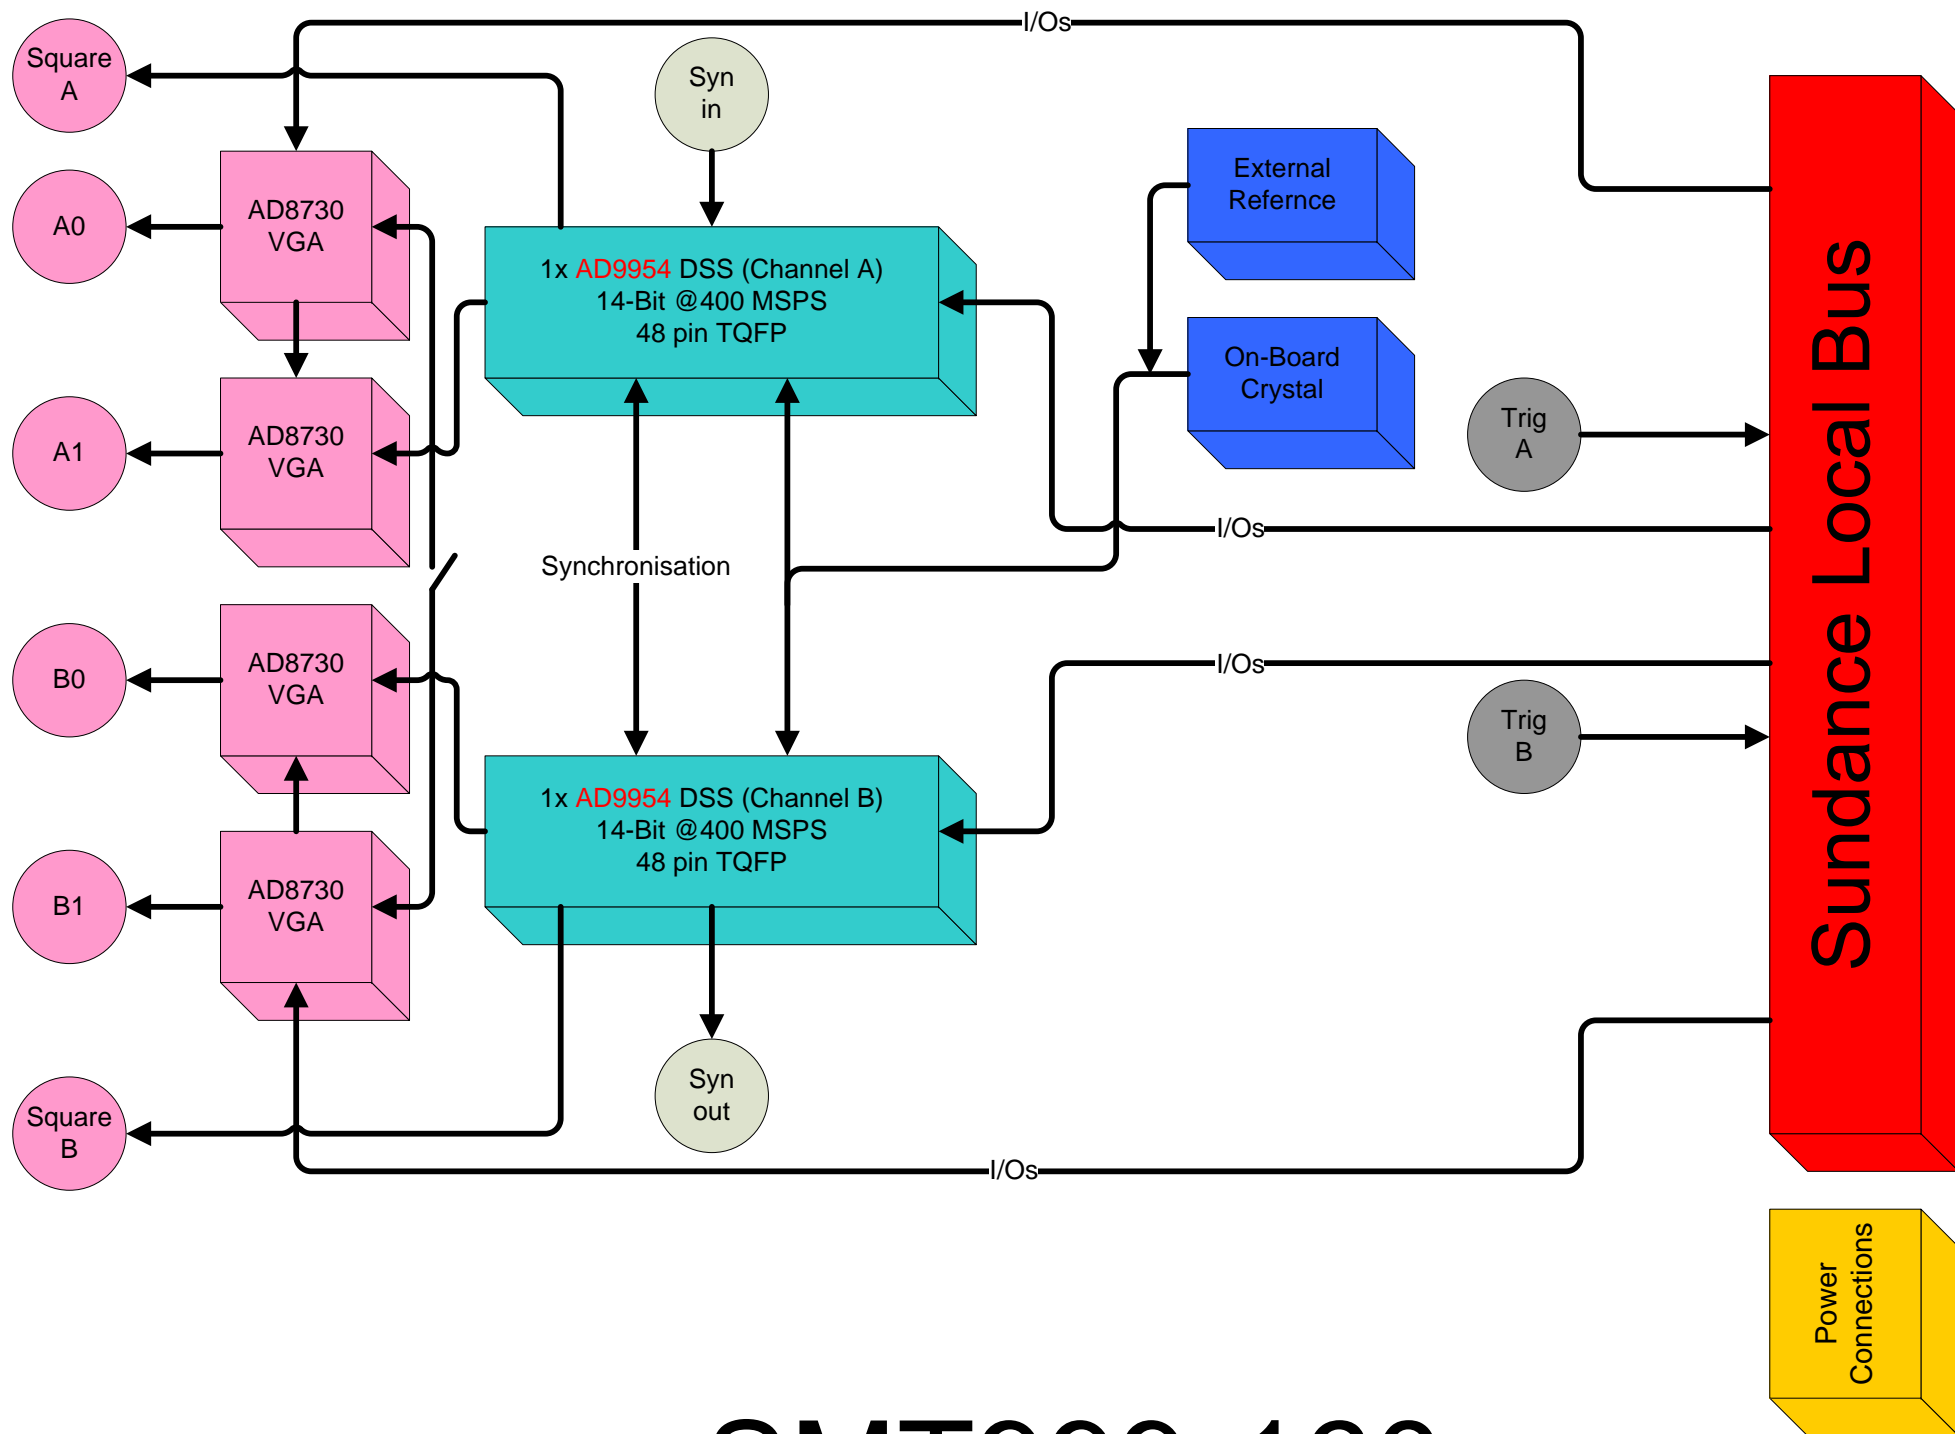 I/Os
Square
A
Syn
in
External
Refernce
A0
AD8730
VGA
1x AD9954 DSS (Channel A)
14-Bit @400 MSPS
48 pin TQFP
On-Board
Crystal
Trig
A
A1
AD8730
VGA
I/Os
Synchronisation
Sundance Local Bus
B0
AD8730
VGA
I/Os
Trig
B
1x AD9954 DSS (Channel B)
14-Bit @400 MSPS
48 pin TQFP
B1
AD8730
VGA
Syn
out
Square
B
I/Os
Power
Connections